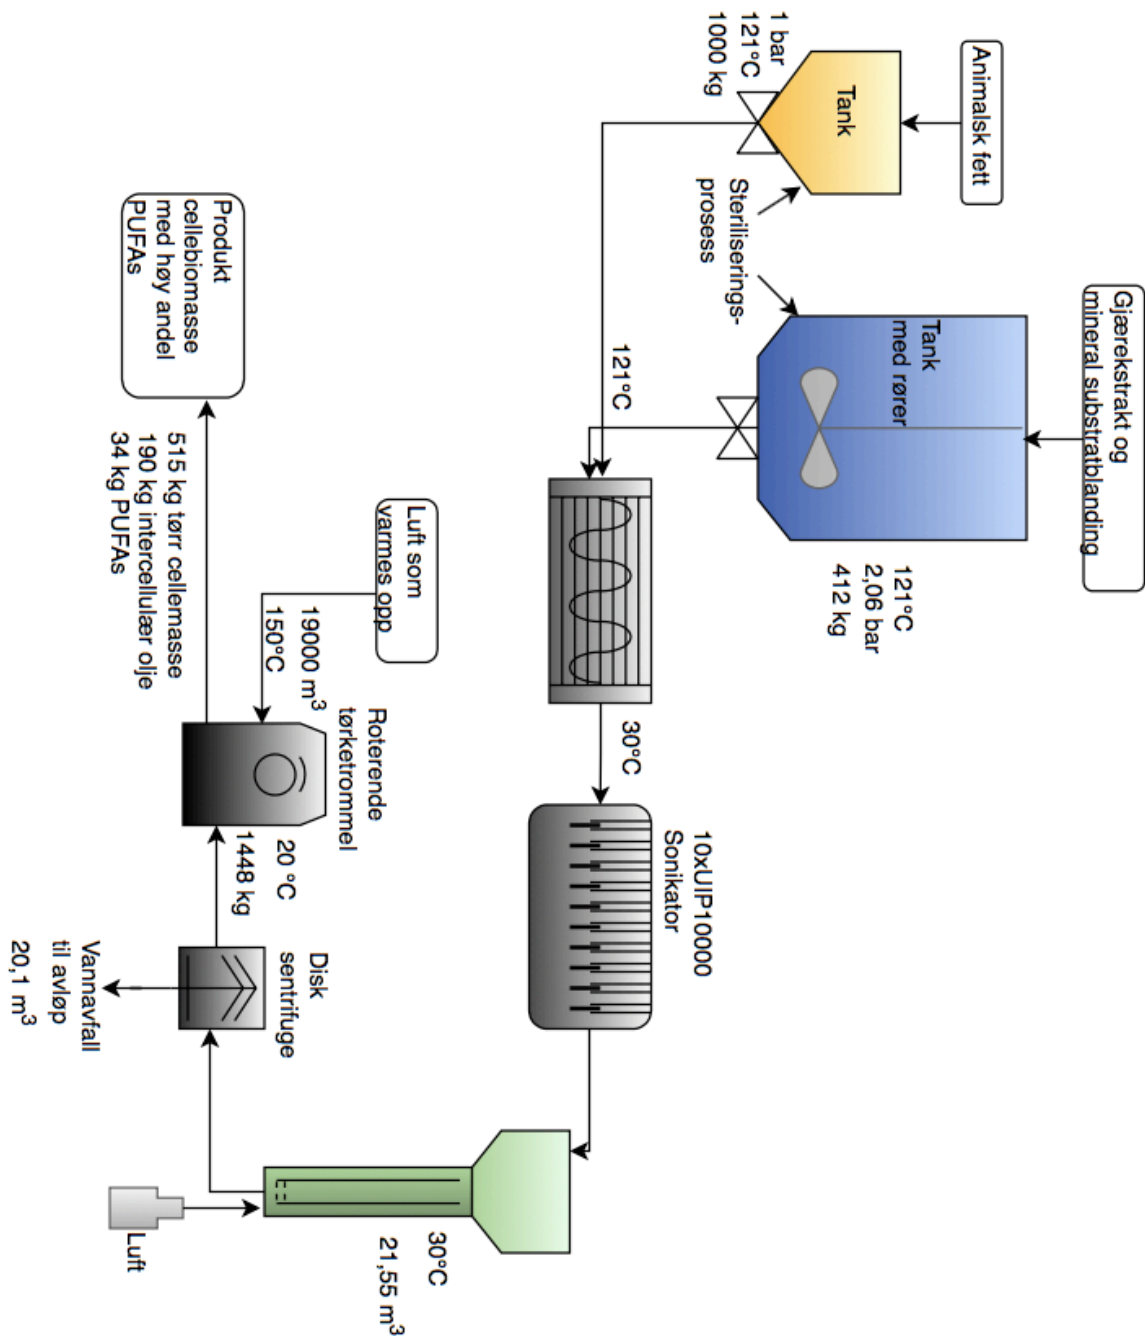 Animalsk fett
Tank
1 bar
121°C
1000 kg
Steriliserings-
prosess
Gjærekstrakt og
mineral substratblanding
Tank
med rører
121°C
2,06 bar
412 kg
121°C
30°C
10xUIP10000
Sonikator
30°C
21,55 m³
Luft
Disk
sentrifuge
Vannavfall
til avløp
20,1 m³
20 °C
1448 kg
Roterende
tørketrommel
19000 m³
150°C
Luft som
varmes opp
515 kg tørr cellemasse
190 kg intercellulær olje
34 kg PUFAs
Produkt
cellebiomasse
med høy andel
PUFAs